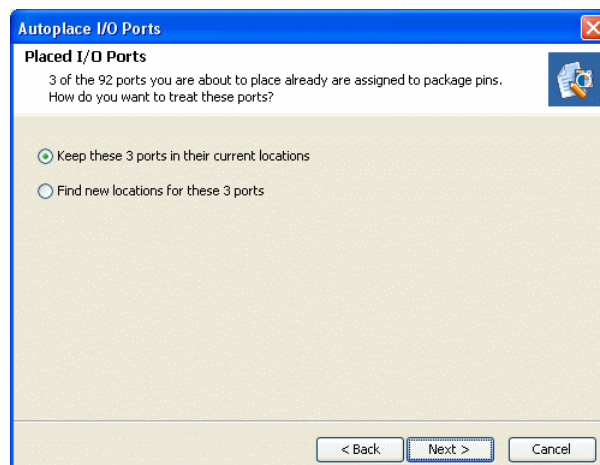 Autoplace I/O Ports
Placed I/O Ports
3 of the 92 ports you are about to place already are assigned to package pins.
How do you want to treat these ports?
Keep these 3 ports in their current locations
Find new locations for these 3 ports
< Back Next > Cancel